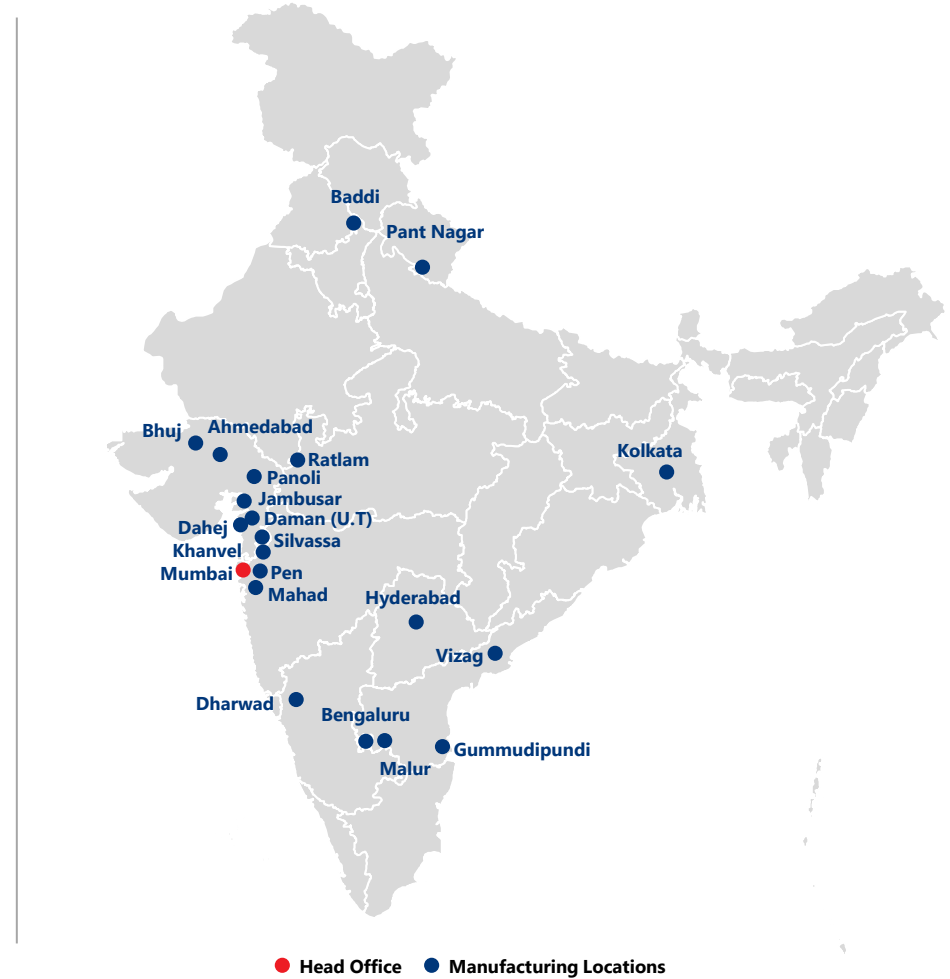 Baddi
Pant Nagar
Ahmedabad
Bhuj
Kolkata
Ratlam
Panoli
Jambusar
Daman (U.T)
Dahej
Silvassa
Khanvel
Mumbai
Pen
Mahad
Hyderabad
Vizag
Dharwad
Bengaluru
Gummudipundi
Malur
Head Office
Manufacturing Locations